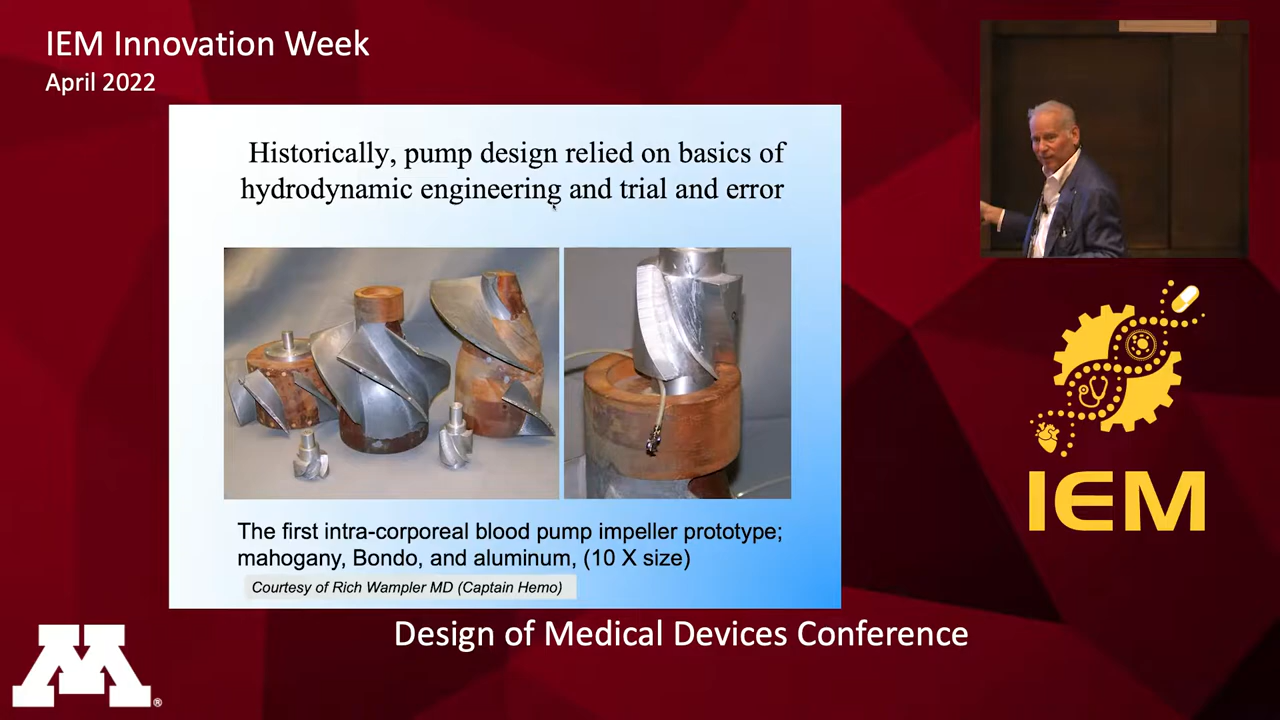 IEM Innovation Week
April 2022
Historically, pump design relied on basics of
hydrodynamic engineering and trial and error
The first intra-corporeal blood pump impeller prototype;
mahogany, Bondo, and aluminum, (10 X size)
Courtesy of Rich Wampler MD (Captain Hemo)
IEM
Design of Medical Devices Conference
M®